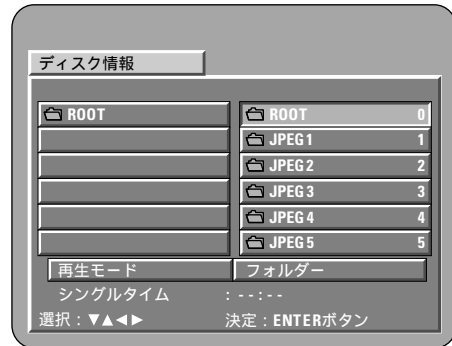 ディスク情報
ROOT ROOT 0
JPEG1 1
JPEG2 2
JPEG3 3
JPEG4 4
JPEG5 5
再生モード フォルダー
シングルタイム :--:--
選択:▼▲◀▶ 決定:ENTERボタン